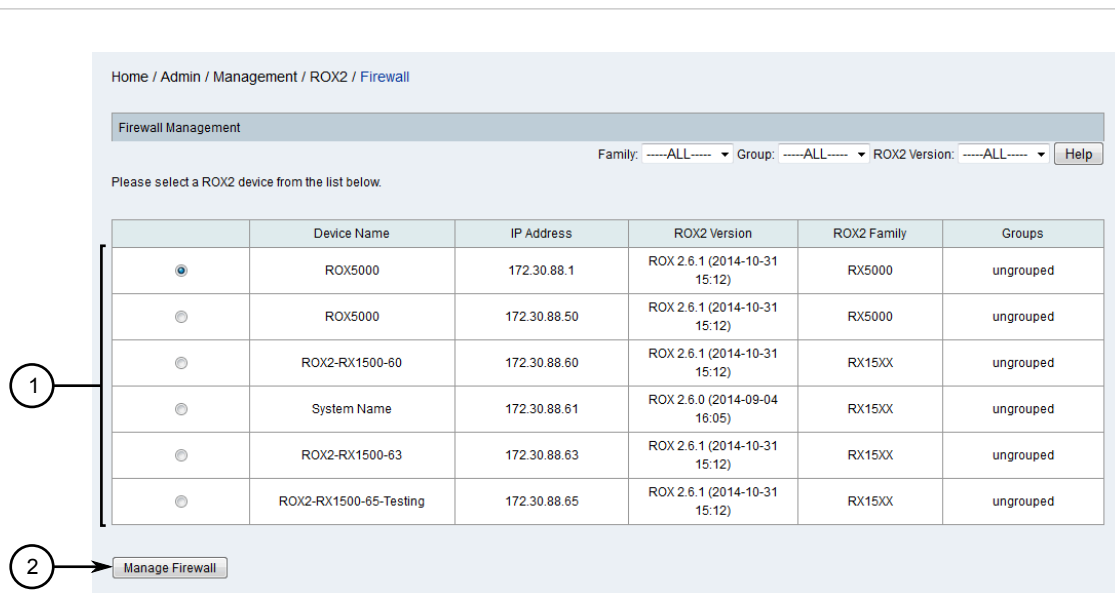 Home / Admin / Management / ROX2 / Firewall
Firewall Management
Family: -----ALL----- Group: -----ALL----- ROX2 Version: -----ALL----- Help
Please select a ROX2 device from the list below.
Device Name IP Address ROX2 Version ROX2 Family Groups
ROX5000 172.30.88.1 ROX 2.6.1 (2014-10-31 15:12) RX5000 ungrouped
ROX5000 172.30.88.50 ROX 2.6.1 (2014-10-31 15:12) RX5000 ungrouped
ROX2-RX1500-60 172.30.88.60 ROX 2.6.1 (2014-10-31 15:12) RX15XX ungrouped
1
System Name 172.30.88.61 ROX 2.6.0 (2014-09-04 16:05) RX15XX ungrouped
ROX2-RX1500-63 172.30.88.63 ROX 2.6.1 (2014-10-31 15:12) RX15XX ungrouped
ROX2-RX1500-65-Testing 172.30.88.65 ROX 2.6.1 (2014-10-31 15:12) RX15XX ungrouped
2 Manage Firewall